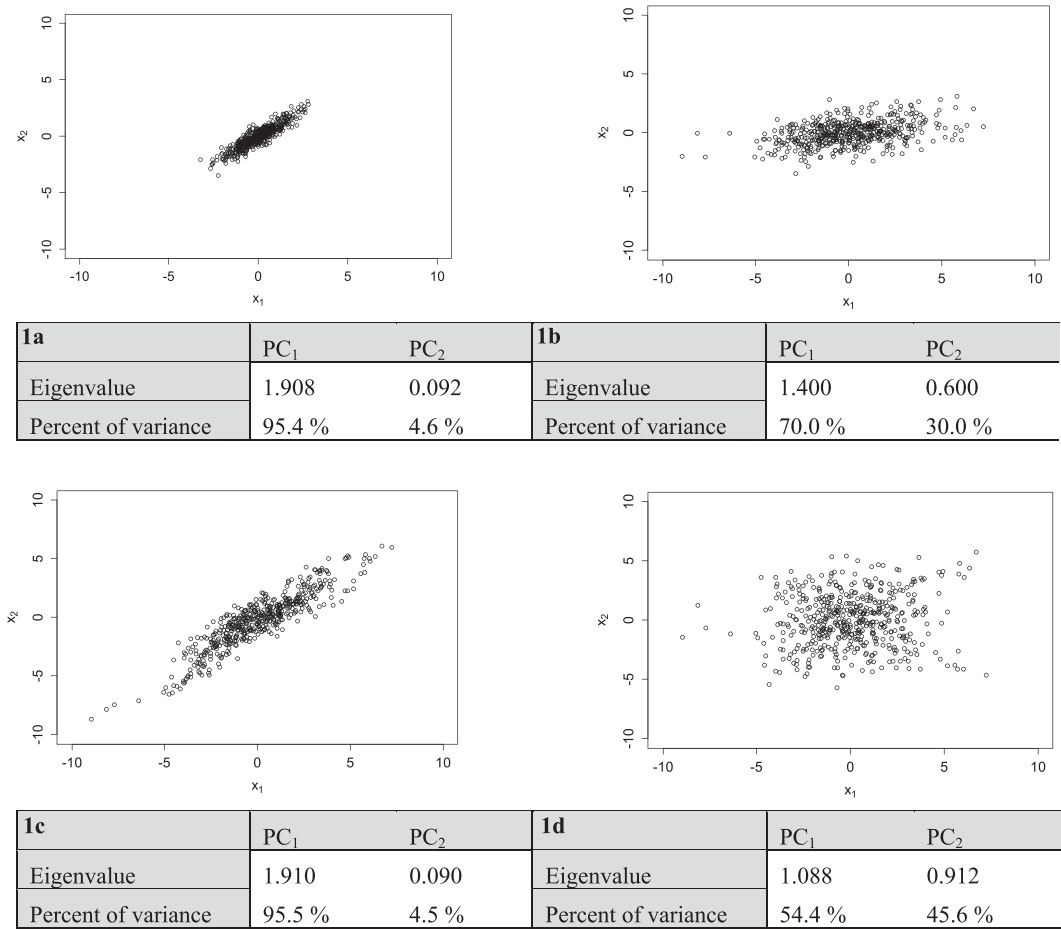 10
5
0
-5
-10
x₂
-10 -5 0 5 10
x₁
10
5
0
-5
-10
x₂
-10 -5 0 5 10
x₁
1a PC₁ PC₂
Eigenvalue 1.908 0.092
Percent of variance 95.4 % 4.6 %
1b PC₁ PC₂
Eigenvalue 1.400 0.600
Percent of variance 70.0 % 30.0 %
10
5
0
-5
-10
x₂
-10 -5 0 5 10
x₁
10
5
0
-5
-10
x₂
-10 -5 0 5 10
x₁
1c PC₁ PC₂
Eigenvalue 1.910 0.090
Percent of variance 95.5 % 4.5 %
1d PC₁ PC₂
Eigenvalue 1.088 0.912
Percent of variance 54.4 % 45.6 %